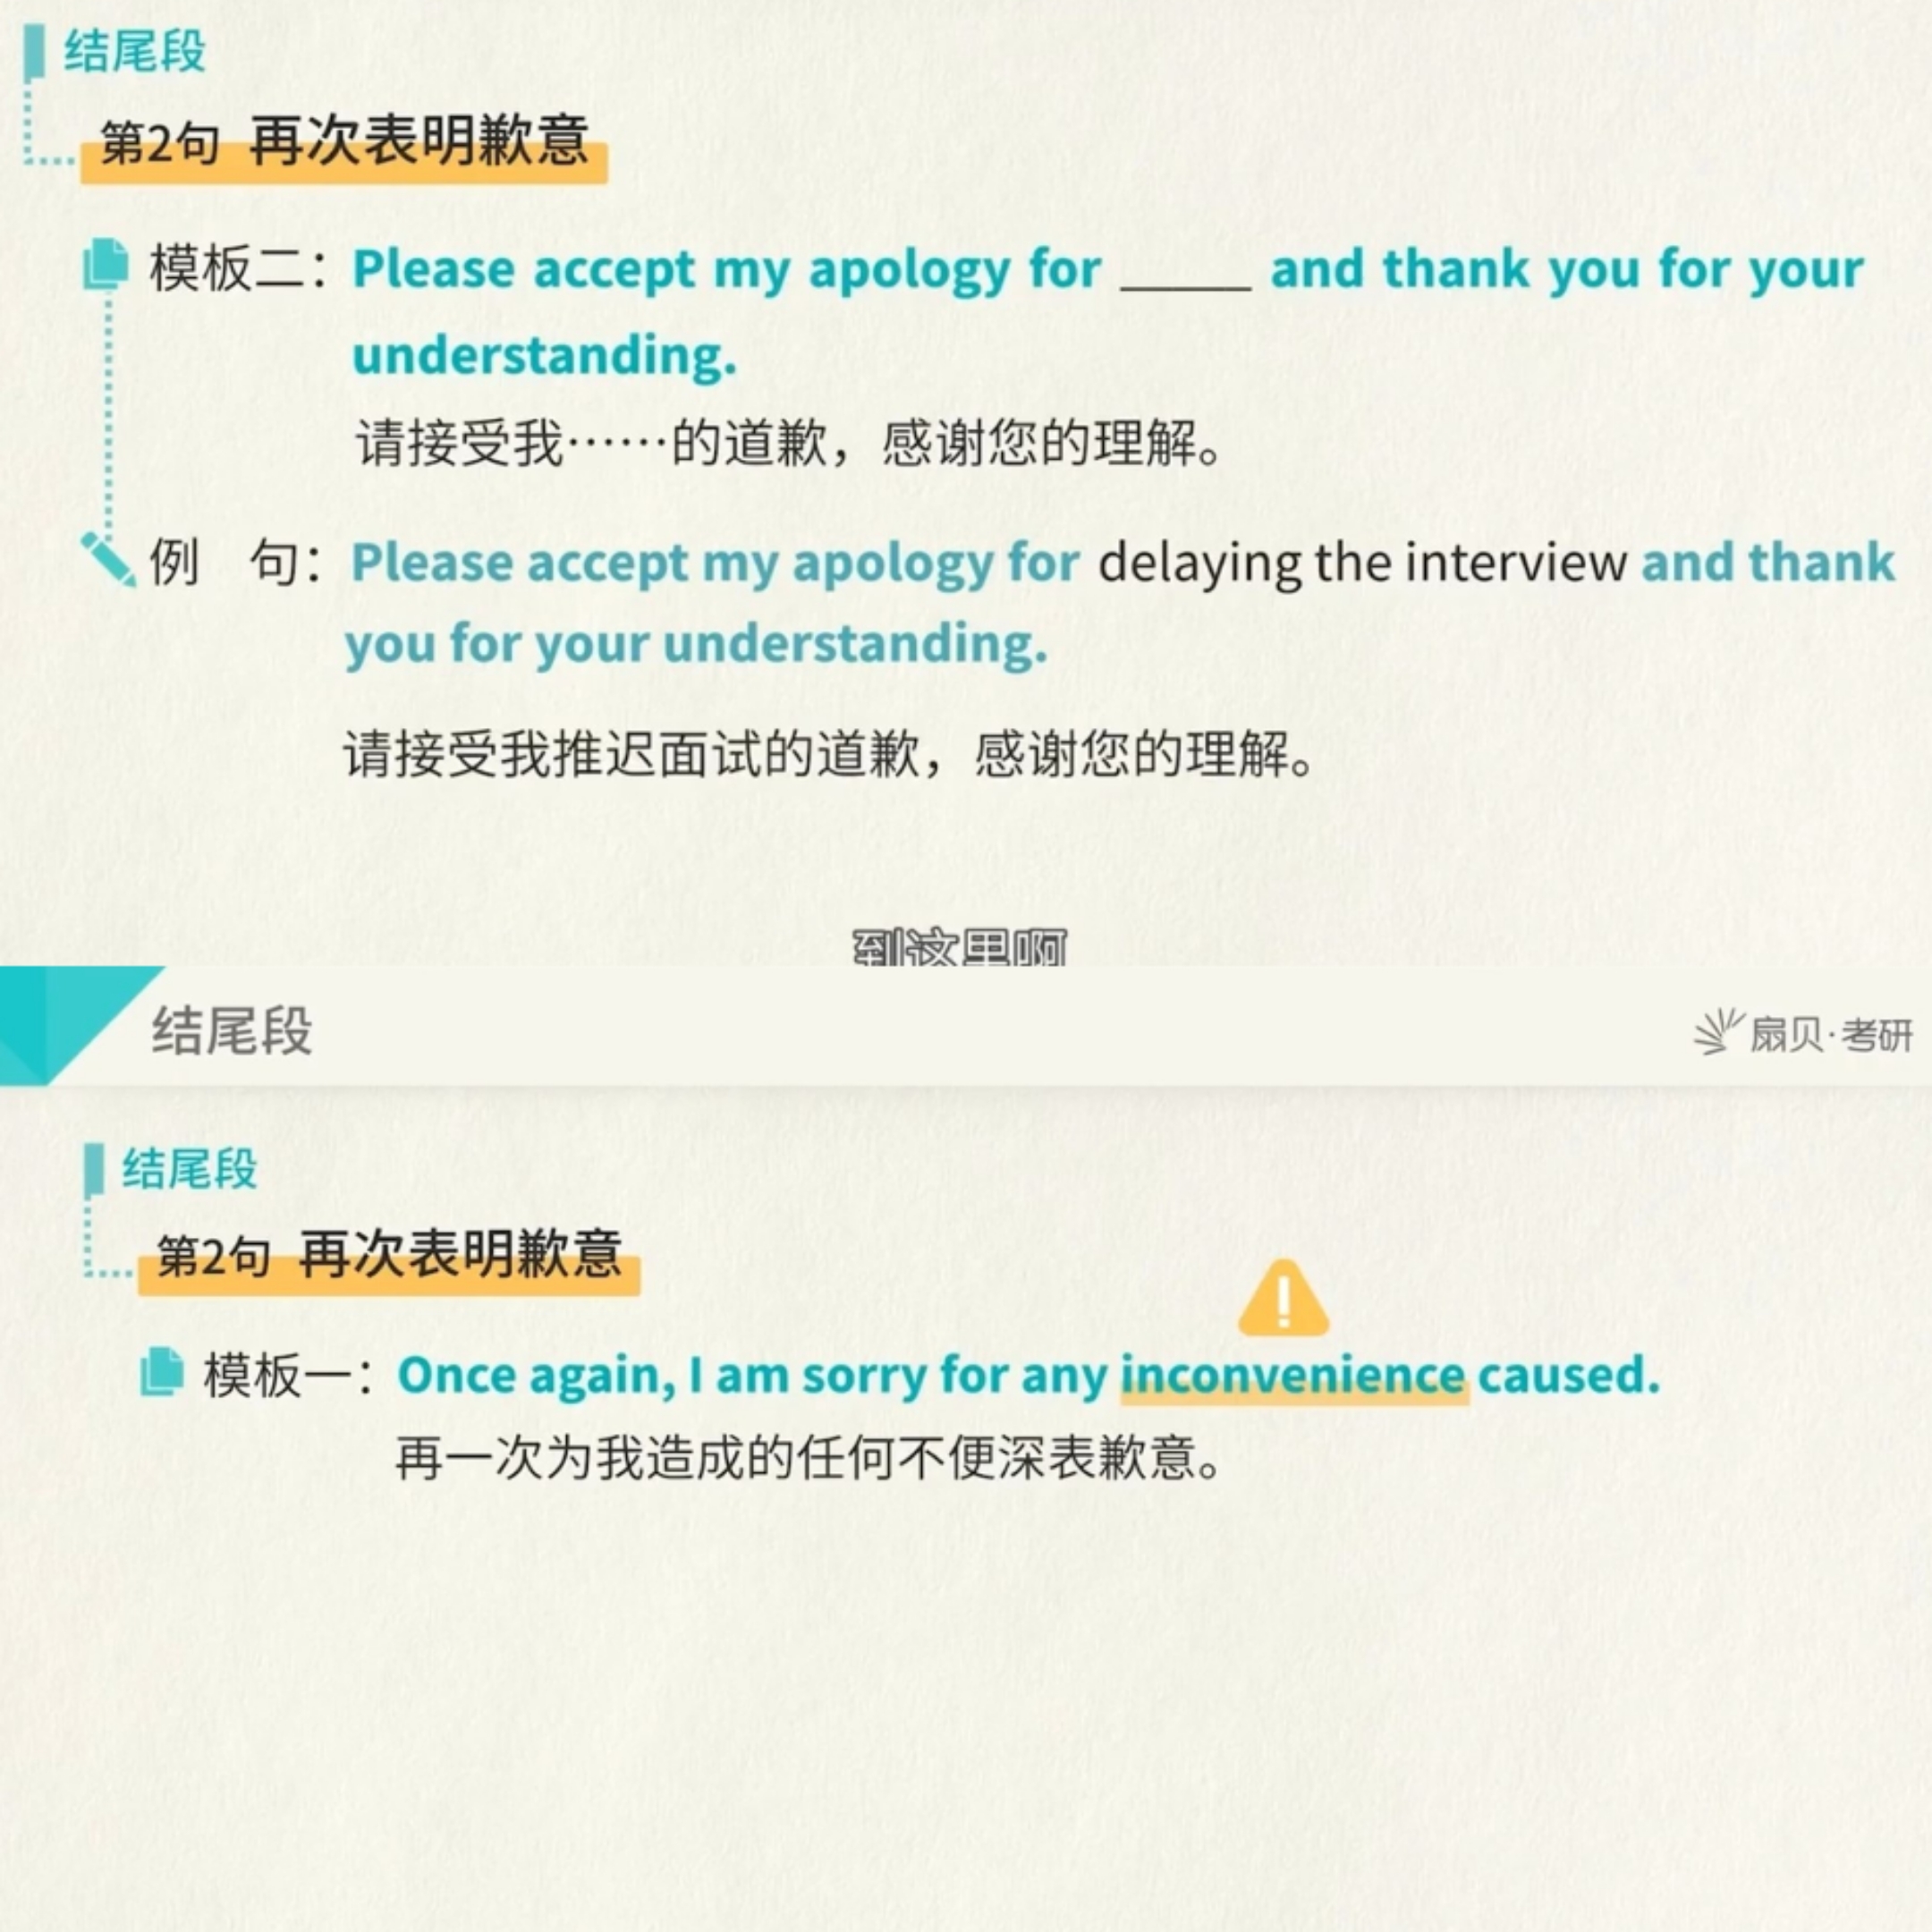 结尾段
第2句 再次表明歉意
模板二：Please accept my apology for _____ and thank you for your
understanding.
请接受我……的道歉，感谢您的理解。
例 句：Please accept my apology for delaying the interview and thank
you for your understanding.
请接受我推迟面试的道歉，感谢您的理解。
到这里啊
结尾段
扇贝·考研
结尾段
第2句 再次表明歉意
模板一：Once again, I am sorry for any inconvenience caused.
再一次为我造成的任何不便深表歉意。